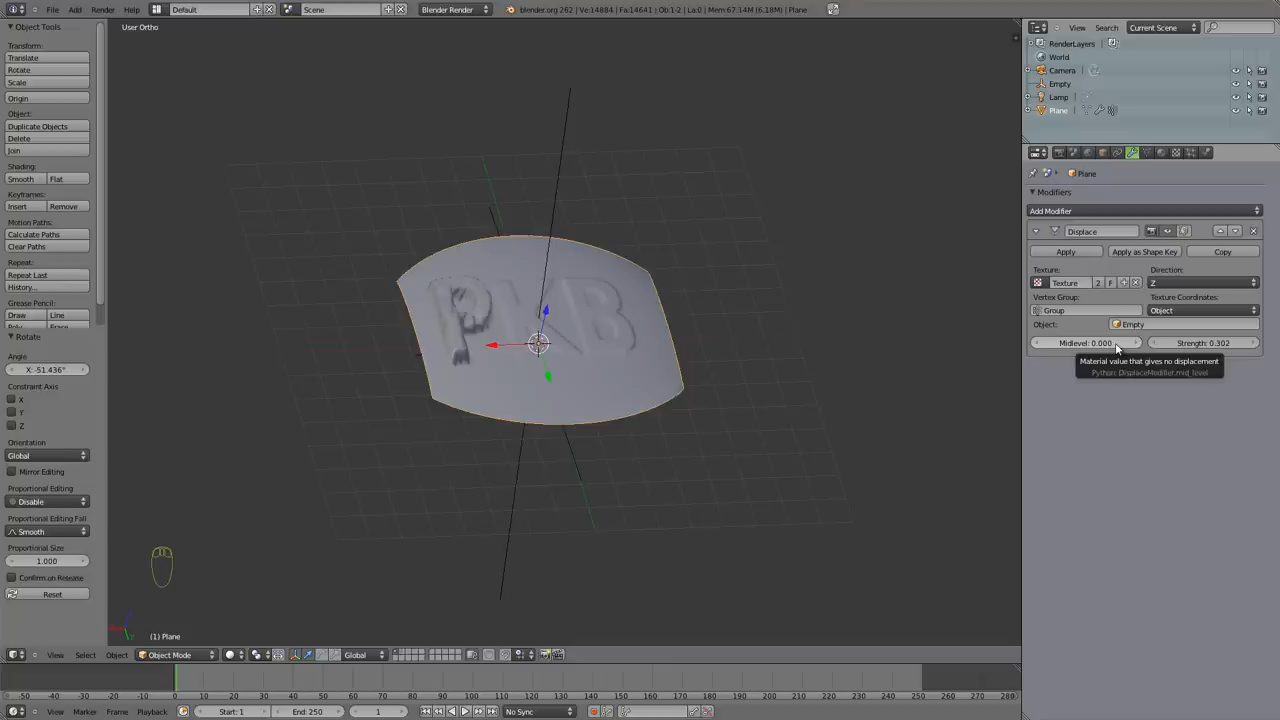 File Add Render Help Default Scene Blender Render blender.org 262 | Ve:14884 | Fa:14641 | Ob:1-2 | La:0 | Mem:67.14M (6.18M) | Plane
Object Tools
Transform:
Translate
Rotate
Scale
Origin
Object:
Duplicate Objects
Delete
Join
Shading:
Smooth Flat
Keyframes:
Insert Remove
Motion Paths:
Calculate Paths
Clear Paths
Repeat:
Repeat Last
History...
Grease Pencil:
Draw Line
Rotate
Angle
X: -51.436°
Constraint Axis
X
Y
Z
Orientation
Global
Mirror Editing
Proportional Editing
Disable
Proportional Editing Fall
Smooth
Proportional Size:
1.000
Confirm on Release
Reset
User Ortho
PKB
(1) Plane
View Search Current Scene
RenderLayers
World
Camera
Empty
Lamp
Plane
Plane
Modifiers
Add Modifier
Displace
Apply Apply as Shape Key Copy
Texture: Direction:
Texture 2 F Z
Vertex Group: Texture Coordinates:
Group Object
Object: Empty
Midlevel: 0.000 Strength: 0.302
Material value that gives no displacement
Python: DisplaceModifier.mid_level
View Select Object Object Mode Global
-50 -40 -30 -20 -10 0 10 20 30 40 50 60 70 80 90 100 110 120 130 140 150 160 170 180 190 200 210 220 230 240 250 260 270 280
View Marker Frame Playback Start: 1 End: 250 1 No Sync